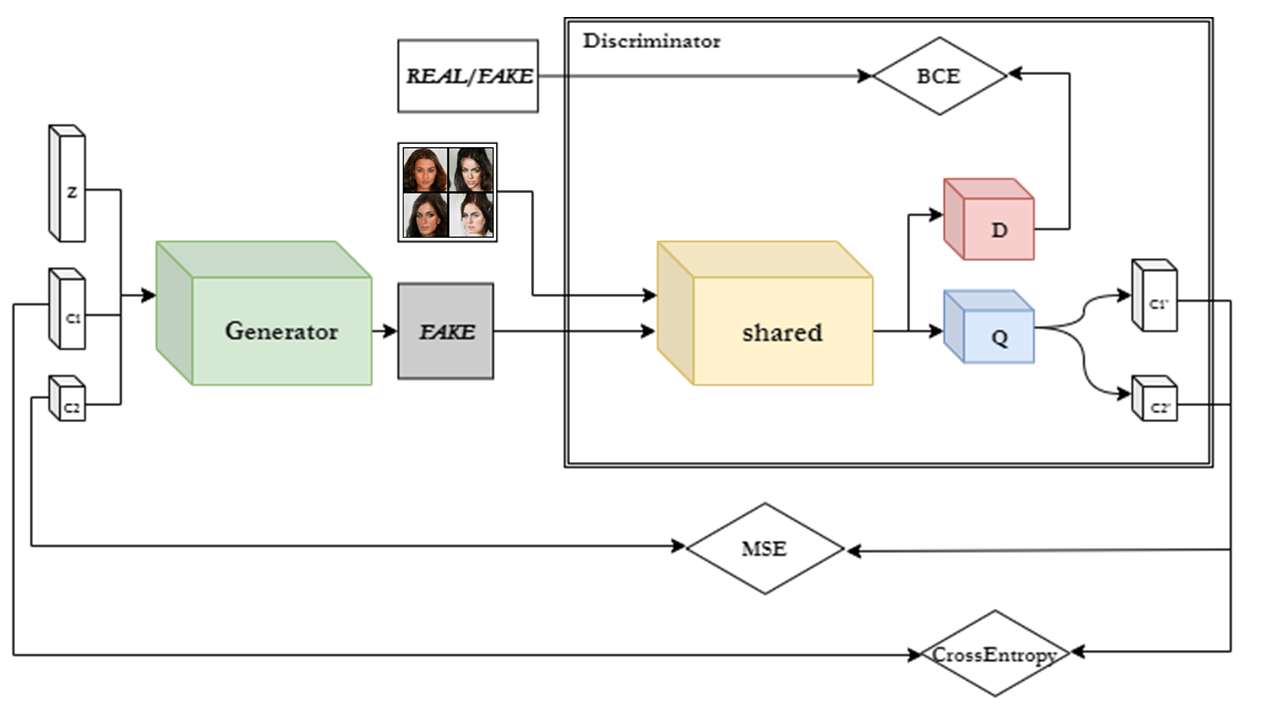 Discriminator
REAL/FAKE
BCE
Z
D
C1
C1'
Generator
FAKE
shared
Q
C2
C2'
MSE
CrossEntropy